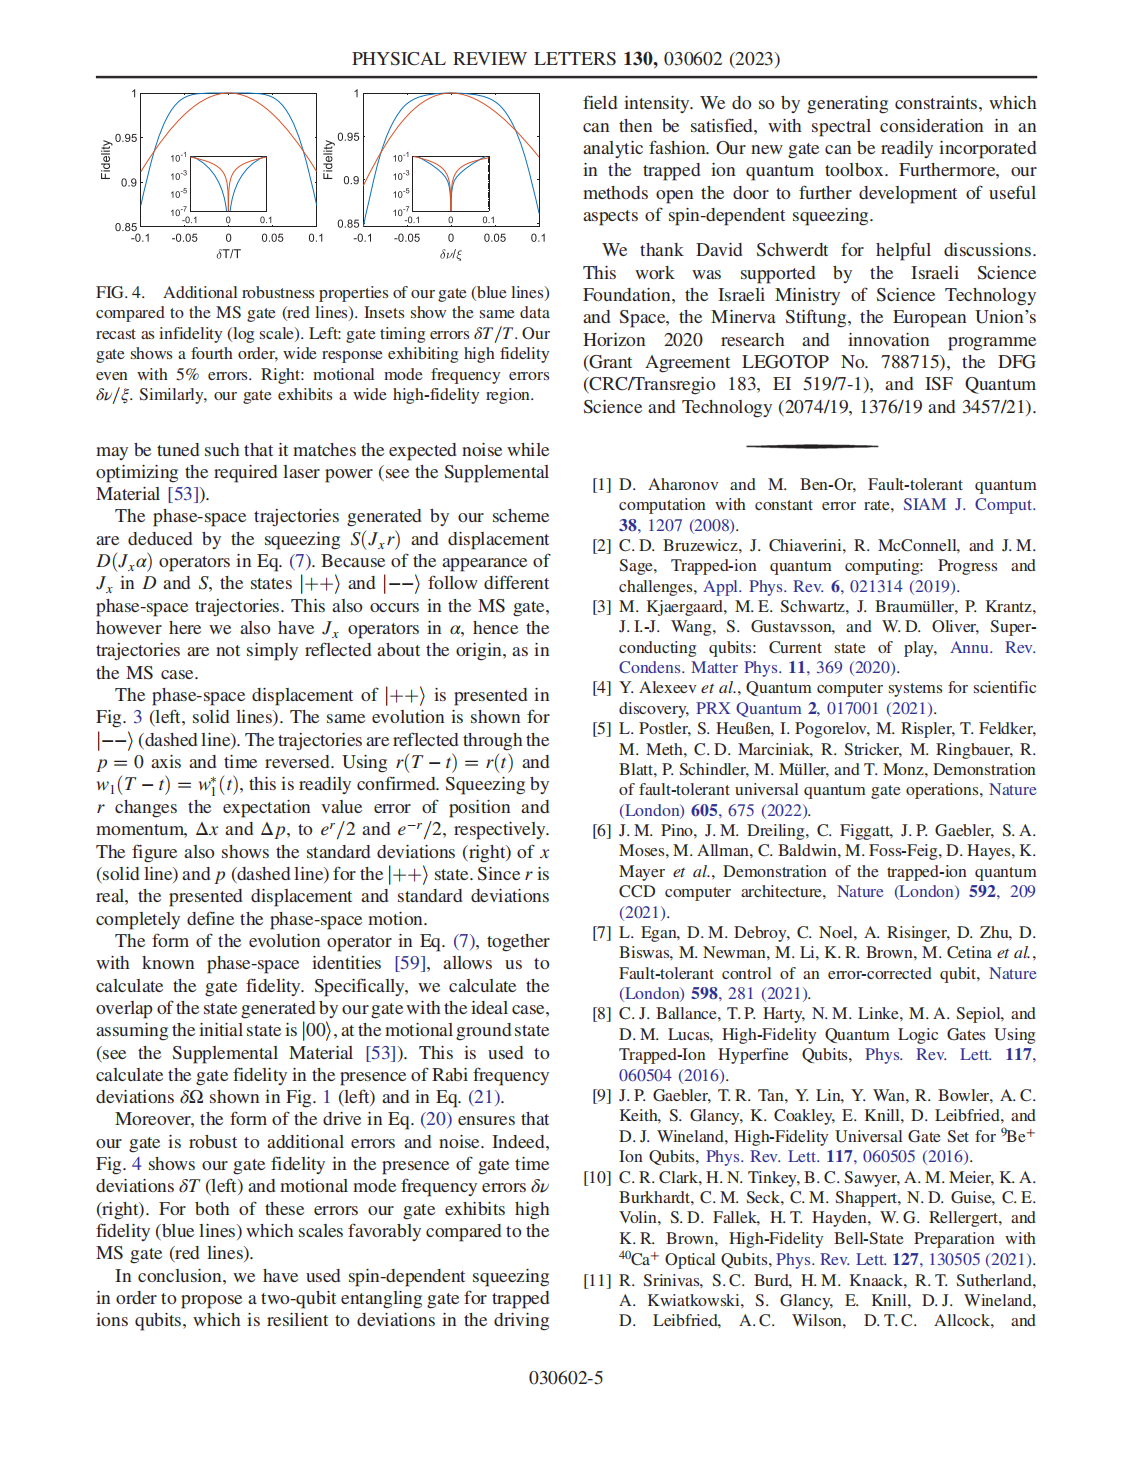 PHYSICAL REVIEW LETTERS 130, 030602 (2023)
1
0.95
0.9
0.85
Fidelity
10-1
10-3
10-5
10-7
-0.1 0 0.1
-0.1 -0.05 0 0.05 0.1
δT/T
1
0.95
0.9
0.85
Fidelity
10-1
10-3
10-5
10-7
-0.1 0 0.1
-0.1 -0.05 0 0.05 0.1
δν/ξ
FIG. 4. Additional robustness properties of our gate (blue lines)
compared to the MS gate (red lines). Insets show the same data
recast as infidelity (log scale). Left: gate timing errors δT/T. Our
gate shows a fourth order, wide response exhibiting high fidelity
even with 5% errors. Right: motional mode frequency errors
δν/ξ. Similarly, our gate exhibits a wide high-fidelity region.
may be tuned such that it matches the expected noise while
optimizing the required laser power (see the Supplemental
Material [53]).
The phase-space trajectories generated by our scheme
are deduced by the squeezing S(Jxr) and displacement
D(Jxα) operators in Eq. (7). Because of the appearance of
Jx in D and S, the states |++⟩ and |−−⟩ follow different
phase-space trajectories. This also occurs in the MS gate,
however here we also have Jx operators in α, hence the
trajectories are not simply reflected about the origin, as in
the MS case.
The phase-space displacement of |++⟩ is presented in
Fig. 3 (left, solid lines). The same evolution is shown for
|−−⟩ (dashed line). The trajectories are reflected through the
p = 0 axis and time reversed. Using r(T − t) = r(t) and
w1(T − t) = w1*(t), this is readily confirmed. Squeezing by
r changes the expectation value error of position and
momentum, Δx and Δp, to e^r/2 and e^−r/2, respectively.
The figure also shows the standard deviations (right) of x
(solid line) and p (dashed line) for the |++⟩ state. Since r is
real, the presented displacement and standard deviations
completely define the phase-space motion.
The form of the evolution operator in Eq. (7), together
with known phase-space identities [59], allows us to
calculate the gate fidelity. Specifically, we calculate the
overlap of the state generated by our gate with the ideal case,
assuming the initial state is |00⟩, at the motional ground state
(see the Supplemental Material [53]). This is used to
calculate the gate fidelity in the presence of Rabi frequency
deviations δΩ shown in Fig. 1 (left) and in Eq. (21).
Moreover, the form of the drive in Eq. (20) ensures that
our gate is robust to additional errors and noise. Indeed,
Fig. 4 shows our gate fidelity in the presence of gate time
deviations δT (left) and motional mode frequency errors δν
(right). For both of these errors our gate exhibits high
fidelity (blue lines) which scales favorably compared to the
MS gate (red lines).
In conclusion, we have used spin-dependent squeezing
in order to propose a two-qubit entangling gate for trapped
ions qubits, which is resilient to deviations in the driving
field intensity. We do so by generating constraints, which
can then be satisfied, with spectral consideration in an
analytic fashion. Our new gate can be readily incorporated
in the trapped ion quantum toolbox. Furthermore, our
methods open the door to further development of useful
aspects of spin-dependent squeezing.
We thank David Schwerdt for helpful discussions.
This work was supported by the Israeli Science
Foundation, the Israeli Ministry of Science Technology
and Space, the Minerva Stiftung, the European Union's
Horizon 2020 research and innovation programme
(Grant Agreement LEGOTOP No. 788715), the DFG
(CRC/Transregio 183, EI 519/7-1), and ISF Quantum
Science and Technology (2074/19, 1376/19 and 3457/21).
[1] D. Aharonov and M. Ben-Or, Fault-tolerant quantum
computation with constant error rate, SIAM J. Comput.
38, 1207 (2008).
[2] C. D. Bruzewicz, J. Chiaverini, R. McConnell, and J. M.
Sage, Trapped-ion quantum computing: Progress and
challenges, Appl. Phys. Rev. 6, 021314 (2019).
[3] M. Kjaergaard, M. E. Schwartz, J. Braumüller, P. Krantz,
J. I.-J. Wang, S. Gustavsson, and W. D. Oliver, Super-
conducting qubits: Current state of play, Annu. Rev.
Condens. Matter Phys. 11, 369 (2020).
[4] Y. Alexeev et al., Quantum computer systems for scientific
discovery, PRX Quantum 2, 017001 (2021).
[5] L. Postler, S. Heußen, I. Pogorelov, M. Rispler, T. Feldker,
M. Meth, C. D. Marciniak, R. Stricker, M. Ringbauer, R.
Blatt, P. Schindler, M. Müller, and T. Monz, Demonstration
of fault-tolerant universal quantum gate operations, Nature
(London) 605, 675 (2022).
[6] J. M. Pino, J. M. Dreiling, C. Figgatt, J. P. Gaebler, S. A.
Moses, M. Allman, C. Baldwin, M. Foss-Feig, D. Hayes, K.
Mayer et al., Demonstration of the trapped-ion quantum
CCD computer architecture, Nature (London) 592, 209
(2021).
[7] L. Egan, D. M. Debroy, C. Noel, A. Risinger, D. Zhu, D.
Biswas, M. Newman, M. Li, K. R. Brown, M. Cetina et al.,
Fault-tolerant control of an error-corrected qubit, Nature
(London) 598, 281 (2021).
[8] C. J. Ballance, T. P. Harty, N. M. Linke, M. A. Sepiol, and
D. M. Lucas, High-Fidelity Quantum Logic Gates Using
Trapped-Ion Hyperfine Qubits, Phys. Rev. Lett. 117,
060504 (2016).
[9] J. P. Gaebler, T. R. Tan, Y. Lin, Y. Wan, R. Bowler, A. C.
Keith, S. Glancy, K. Coakley, E. Knill, D. Leibfried, and
D. J. Wineland, High-Fidelity Universal Gate Set for ⁹Be⁺
Ion Qubits, Phys. Rev. Lett. 117, 060505 (2016).
[10] C. R. Clark, H. N. Tinkey, B. C. Sawyer, A. M. Meier, K. A.
Burkhardt, C. M. Seck, C. M. Shappert, N. D. Guise, C. E.
Volin, S. D. Fallek, H. T. Hayden, W. G. Rellergert, and
K. R. Brown, High-Fidelity Bell-State Preparation with
⁴⁰Ca⁺ Optical Qubits, Phys. Rev. Lett. 127, 130505 (2021).
[11] R. Srinivas, S. C. Burd, H. M. Knaack, R. T. Sutherland,
A. Kwiatkowski, S. Glancy, E. Knill, D. J. Wineland,
D. Leibfried, A. C. Wilson, D. T. C. Allcock, and
030602-5